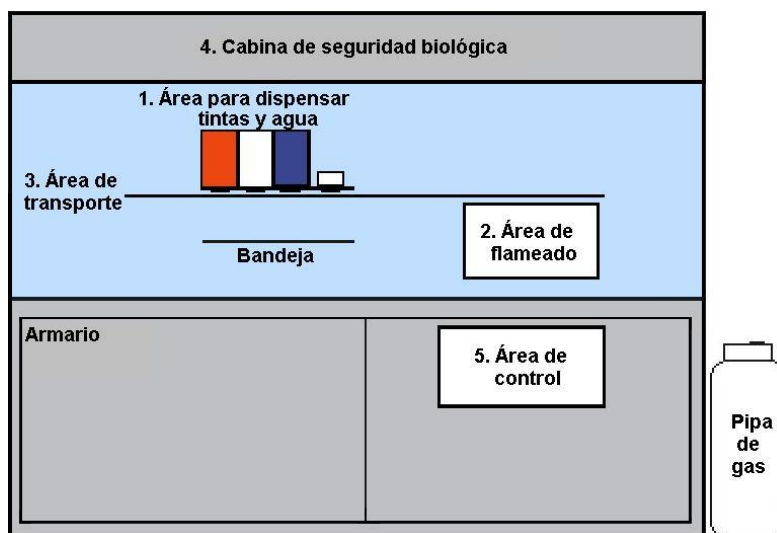 4. Cabina de seguridad biológica
1. Área para dispensar
tintas y agua
3. Área de
transporte
2. Área de
flameado
Bandeja
Armario
5. Área de
control
Pipa
de
gas